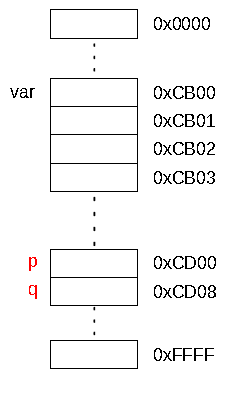 0x0000
var 0xCB00
0xCB01
0xCB02
0xCB03
p 0xCD00
q 0xCD08
0xFFFF